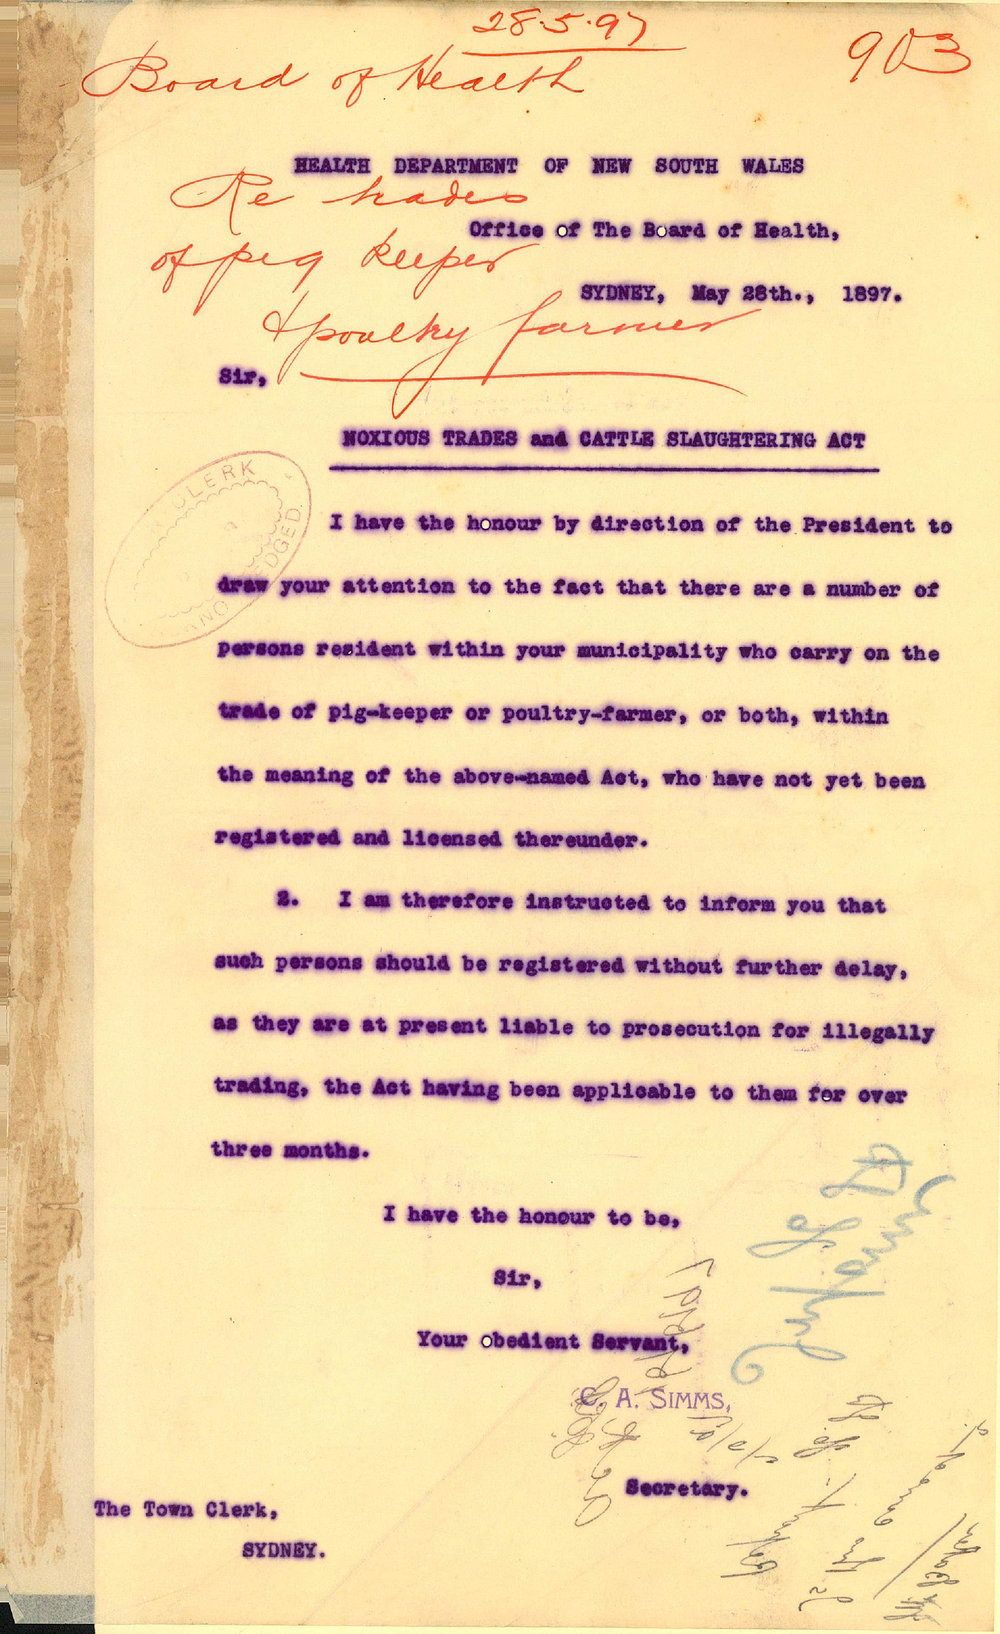 28.5.97
903
Board of Health
HEALTH DEPARTMENT OF NEW SOUTH WALES
Re trades
Office of The Board of Health,
of pig keeper
SYDNEY, May 28th., 1897.
& poultry farmer
Sir,
NOXIOUS TRADES and CATTLE SLAUGHTERING ACT
CLERK
I have the honour by direction of the President to
draw your attention to the fact that there are a number of
persons resident within your municipality who carry on the
trade of pig-keeper or poultry-farmer, or both, within
the meaning of the above-named Act, who have not yet been
registered and licensed thereunder.
2. I am therefore instructed to inform you that
such persons should be registered without further delay,
as they are at present liable to prosecution for illegally
trading, the Act having been applicable to them for over
three months.
I have the honour to be,
Sir,
Your obedient Servant,
C. A. SIMMS,
Secretary.
The Town Clerk,
SYDNEY.